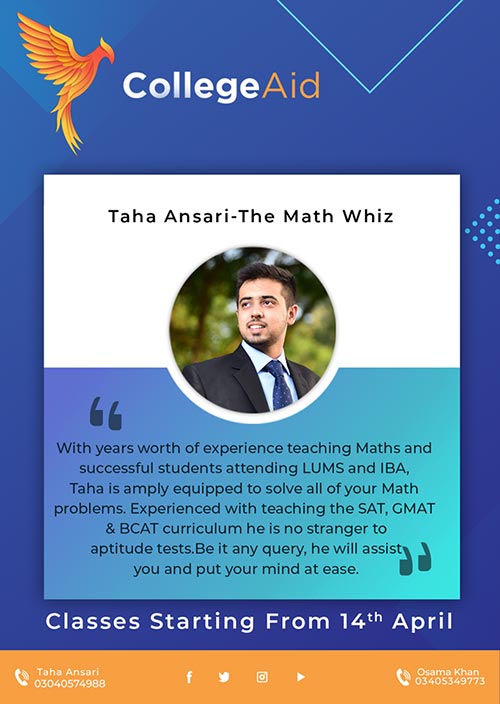 CollegeAid
Taha Ansari-The Math Whiz
With years worth of experience teaching Maths and
successful students attending LUMS and IBA,
Taha is amply equipped to solve all of your Math
problems. Experienced with teaching the SAT, GMAT
& BCAT curriculum he is no stranger to
aptitude tests.Be it any query, he will assist
you and put your mind at ease.
Classes Starting From 14th April
Taha Ansari
03040574988
Osama Khan
03405349773